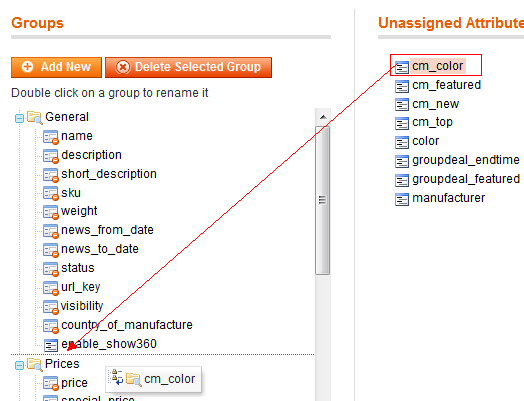 Groups
Add New
Delete Selected Group
Double click on a group to rename it
General
name
description
short_description
sku
weight
news_from_date
news_to_date
status
url_key
visibility
country_of_manufacture
enable_show360
Prices
price
cm_color
special_price
Unassigned Attribute
cm_color
cm_featured
cm_new
cm_top
color
groupdeal_endtime
groupdeal_featured
manufacturer